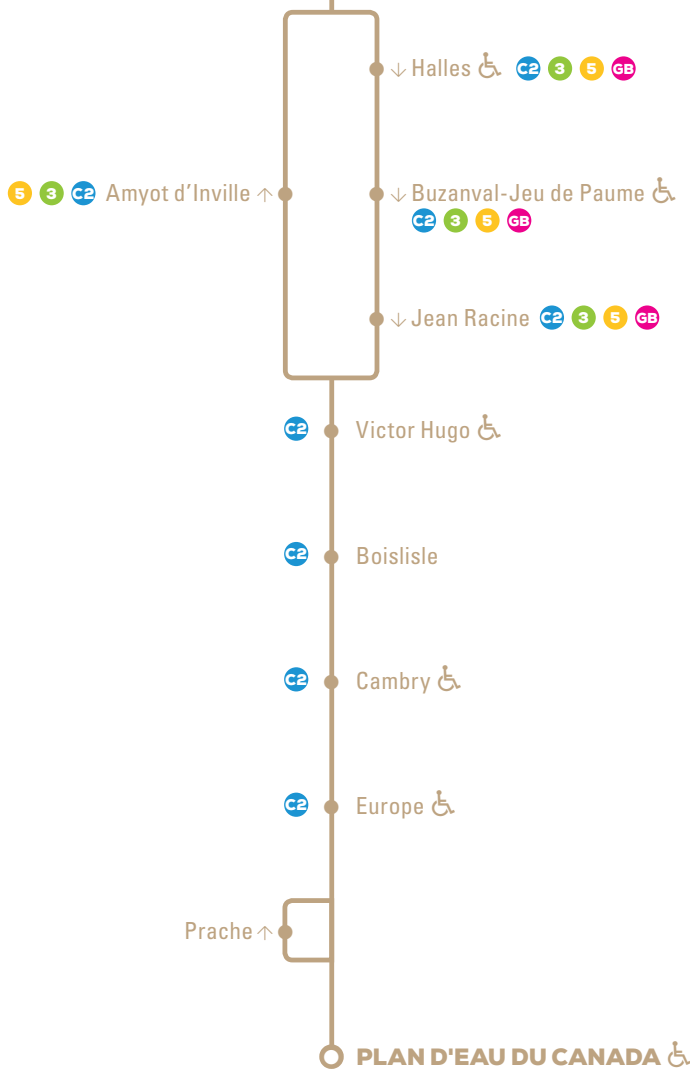 ↓ Halles C2 3 5 GB
5 3 C2 Amyot d'Inville ↑
↓ Buzanval-Jeu de Paume
C2 3 5 GB
↓ Jean Racine C2 3 5 GB
C2 Victor Hugo
C2 Boislisle
C2 Cambry
C2 Europe
Prache ↑
PLAN D'EAU DU CANADA